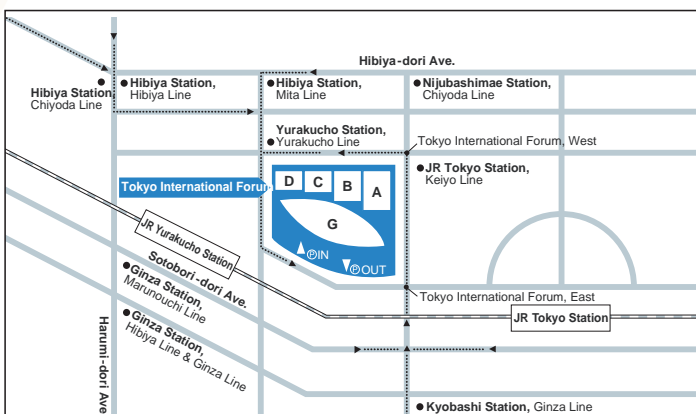 Hibiya-dori Ave.
Hibiya Station,
Chiyoda Line
Hibiya Station,
Hibiya Line
Hibiya Station,
Mita Line
Nijubashimae Station,
Chiyoda Line
Yurakucho Station,
Yurakucho Line
Tokyo International Forum, West
JR Tokyo Station,
Keiyo Line
Tokyo International Forum
D
C
B
A
G
P IN
P OUT
JR Yurakucho Station
Sotobori-dori Ave.
Ginza Station,
Marunouchi Line
Ginza Station,
Hibiya Line & Ginza Line
Harumi-dori Ave.
Tokyo International Forum, East
JR Tokyo Station
Kyobashi Station, Ginza Line